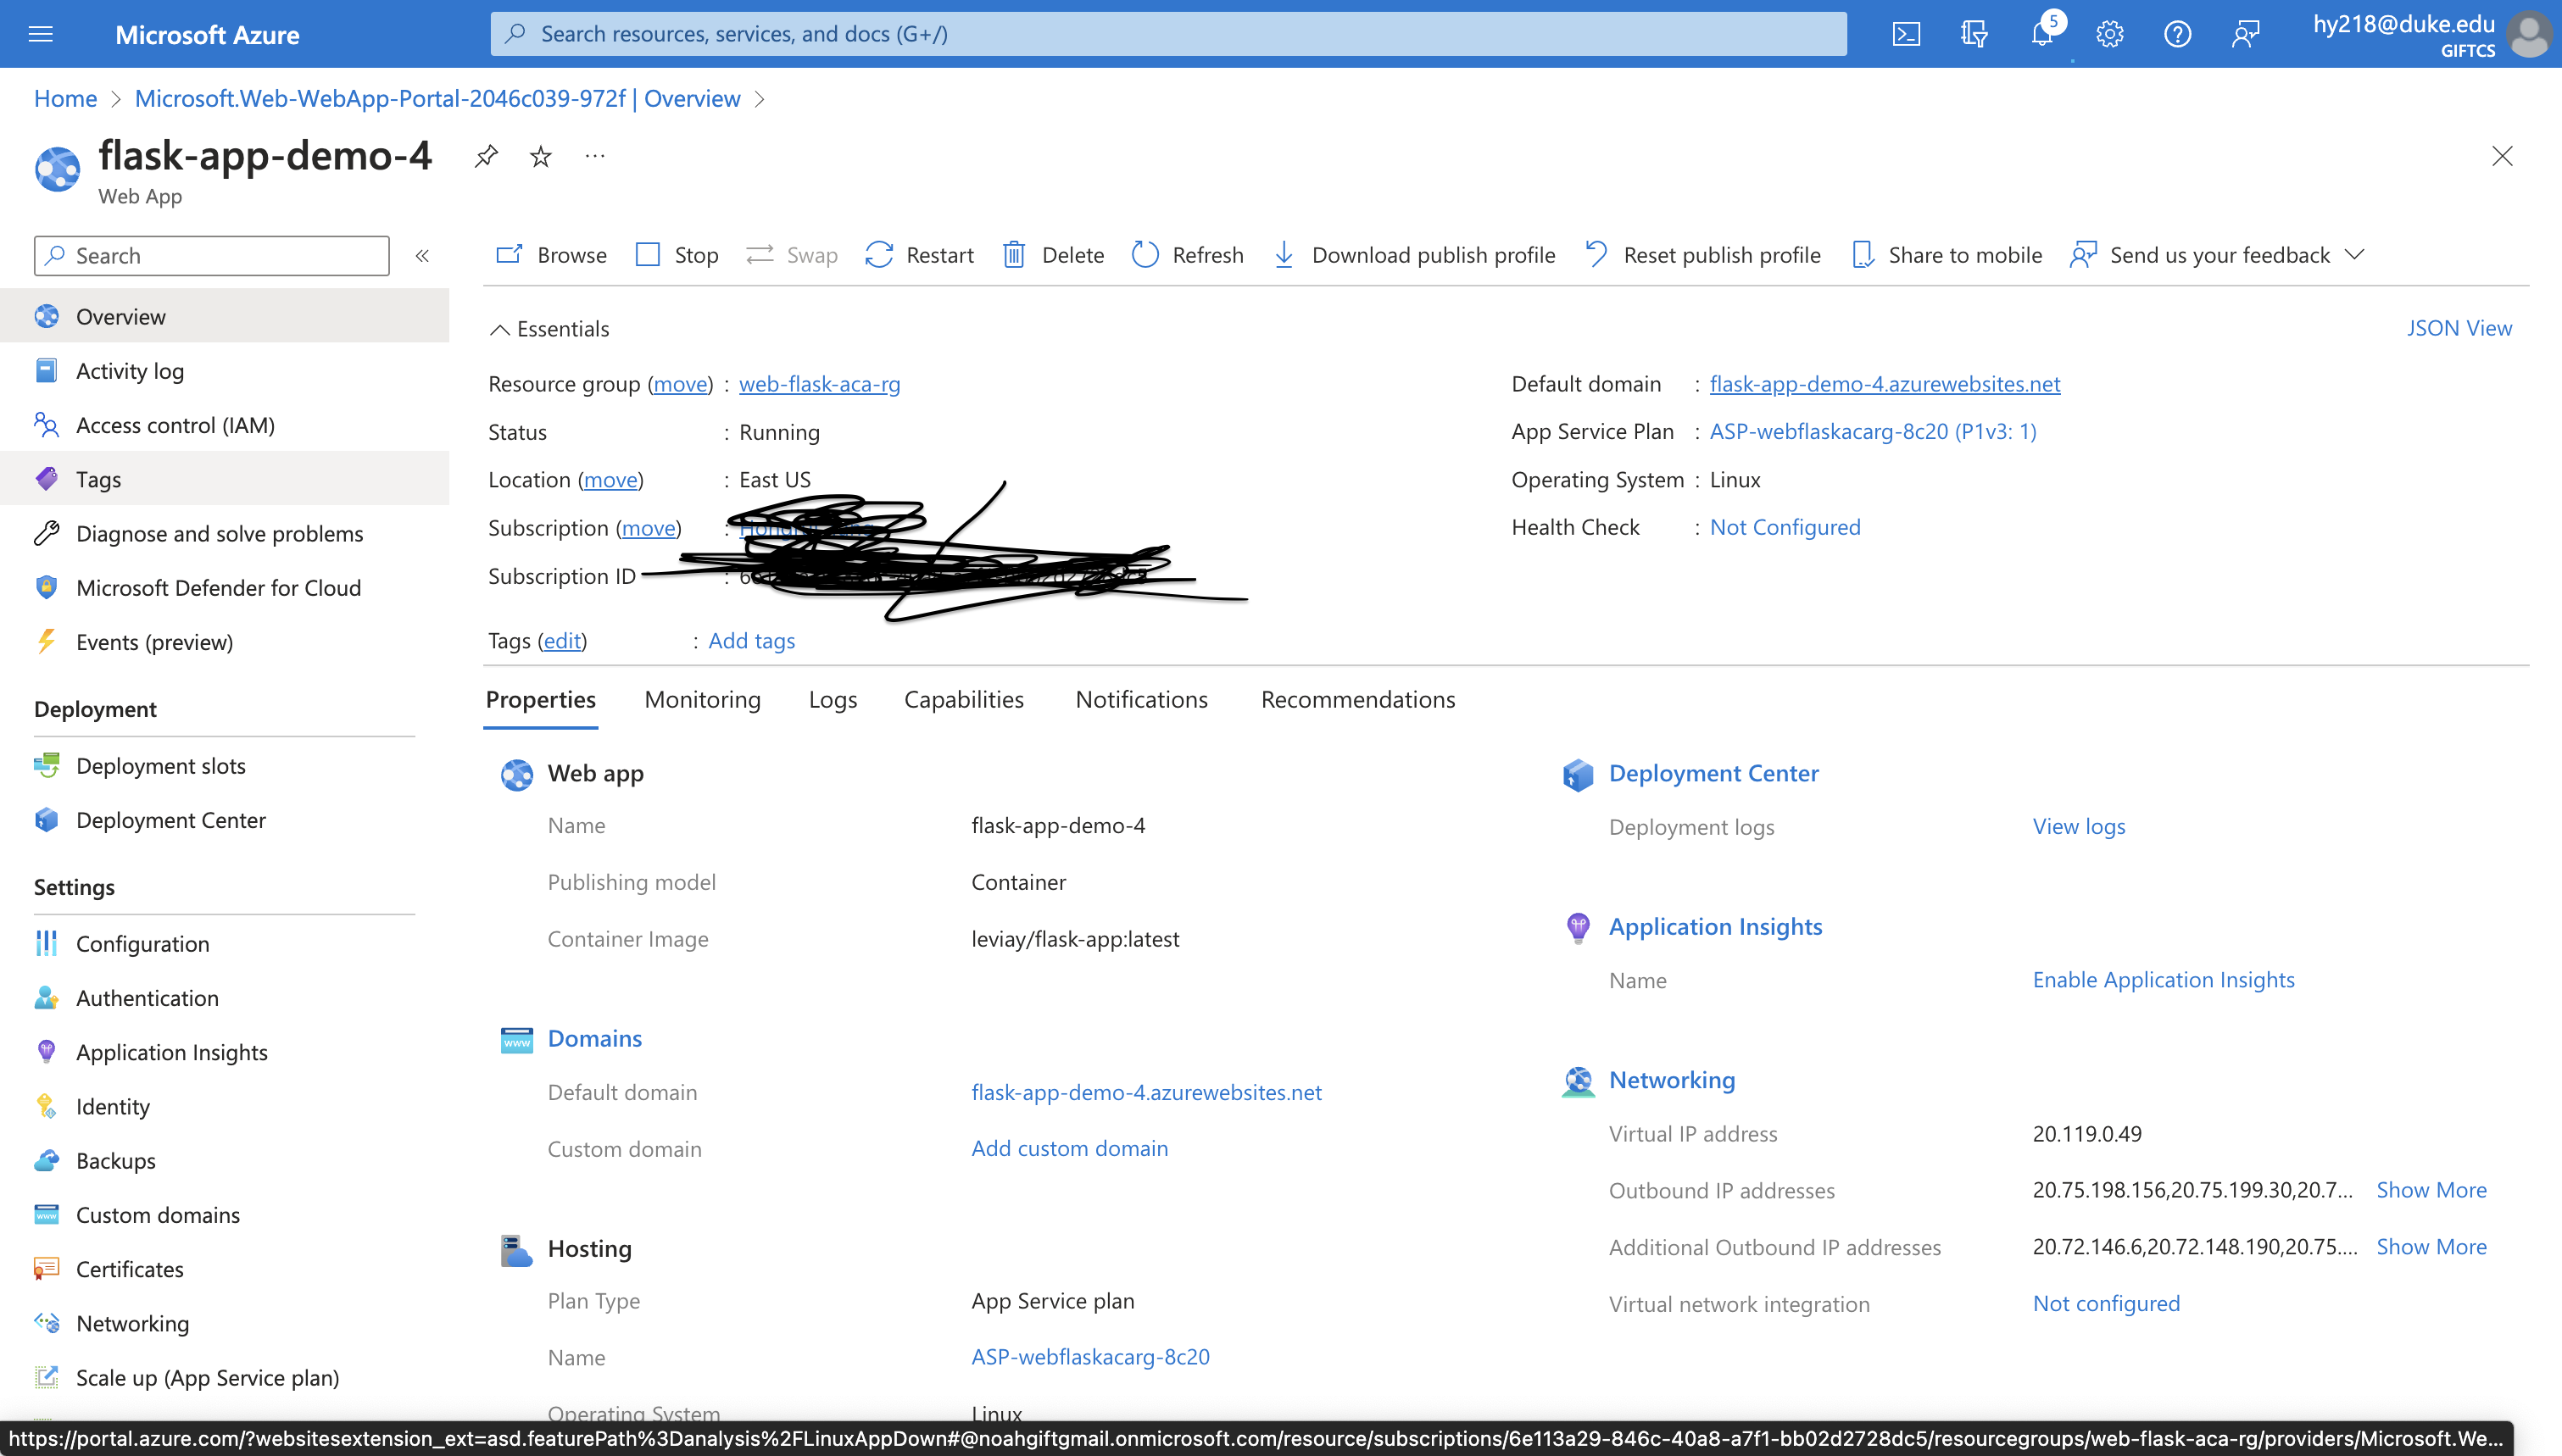 Microsoft Azure
Search resources, services, and docs (G+/)
5
hy218@duke.edu
GIFTCS
Home > Microsoft.Web-WebApp-Portal-2046c039-972f | Overview >
flask-app-demo-4
...
Web App
Search
«
Browse Stop Swap Restart Delete Refresh Download publish profile Reset publish profile Share to mobile Send us your feedback
Overview
Activity log
Access control (IAM)
Tags
Diagnose and solve problems
Microsoft Defender for Cloud
Events (preview)
Deployment
Deployment slots
Deployment Center
Settings
Configuration
Authentication
Application Insights
Identity
Backups
Custom domains
Certificates
Networking
Scale up (App Service plan)
Essentials
JSON View
Resource group (move) : web-flask-aca-rg
Status : Running
Location (move) : East US
Subscription (move) :
Subscription ID :
Tags (edit) : Add tags
Default domain : flask-app-demo-4.azurewebsites.net
App Service Plan : ASP-webflaskacarg-8c20 (P1v3: 1)
Operating System : Linux
Health Check : Not Configured
Properties Monitoring Logs Capabilities Notifications Recommendations
Web app
Name flask-app-demo-4
Publishing model Container
Container Image leviay/flask-app:latest
www Domains
Default domain flask-app-demo-4.azurewebsites.net
Custom domain Add custom domain
Hosting
Plan Type App Service plan
Name ASP-webflaskacarg-8c20
Operating System Linux
Deployment Center
Deployment logs View logs
Application Insights
Name Enable Application Insights
Networking
Virtual IP address 20.119.0.49
Outbound IP addresses 20.75.198.156,20.75.199.30,20.7... Show More
Additional Outbound IP addresses 20.72.146.6,20.72.148.190,20.75.... Show More
Virtual network integration Not configured
https://portal.azure.com/?websitesextension_ext=asd.featurePath%3Danalysis%2FLinuxAppDown#@noahgiftgmail.onmicrosoft.com/resource/subscriptions/6e113a29-846c-40a8-a7f1-bb02d2728dc5/resourcegroups/web-flask-aca-rg/providers/Microsoft.We...